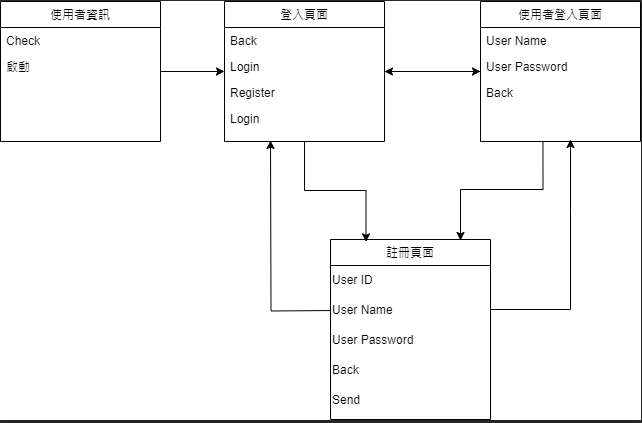 使用者資訊
Check
啟動
登入頁面
Back
Login
Register
Login
使用者登入頁面
User Name
User Password
Back
註冊頁面
User ID
User Name
User Password
Back
Send